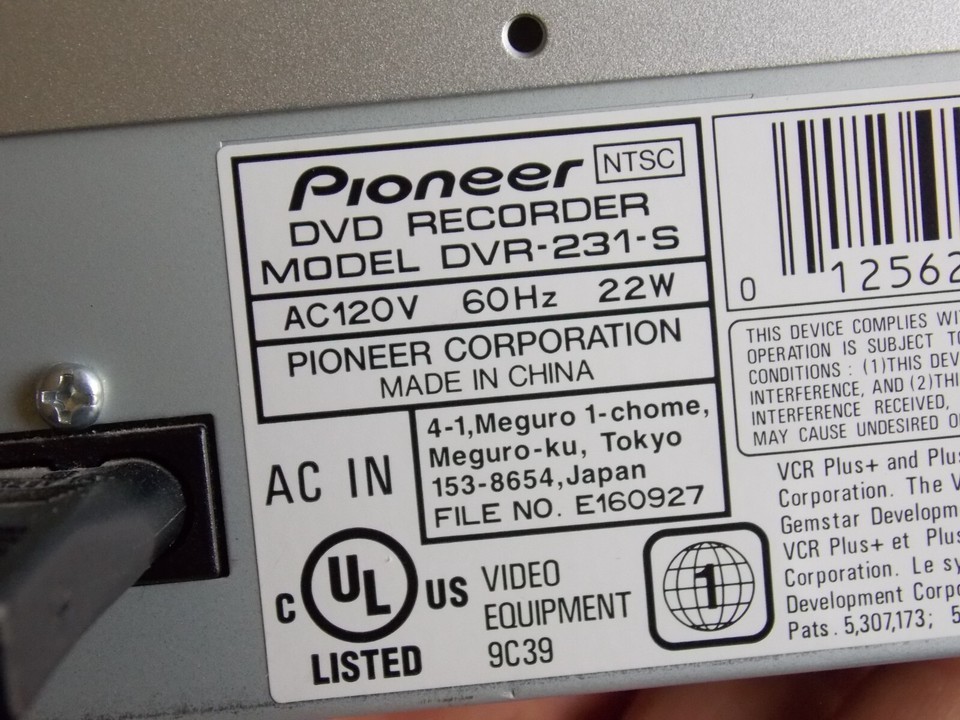 Pioneer NTSC
DVD RECORDER
MODEL DVR-231-S
AC120V 60Hz 22W
PIONEER CORPORATION
MADE IN CHINA
AC IN
4-1,Meguro 1-chome,
Meguro-ku, Tokyo
153-8654,Japan
FILE NO. E160927
C UL US
LISTED
VIDEO
EQUIPMENT
9C39
1
0 12562
THIS DEVICE COMPLIES
OPERATION IS SUBJECT
CONDITIONS : (1)THIS
INTERFERENCE, AND (2)
INTERFERENCE RECEIVED,
MAY CAUSE UNDESIRED
VCR Plus+ and
Corporation. The
Gemstar
VCR Plus+ et
Corporation. Le
Development
Pats. 5,307,173;